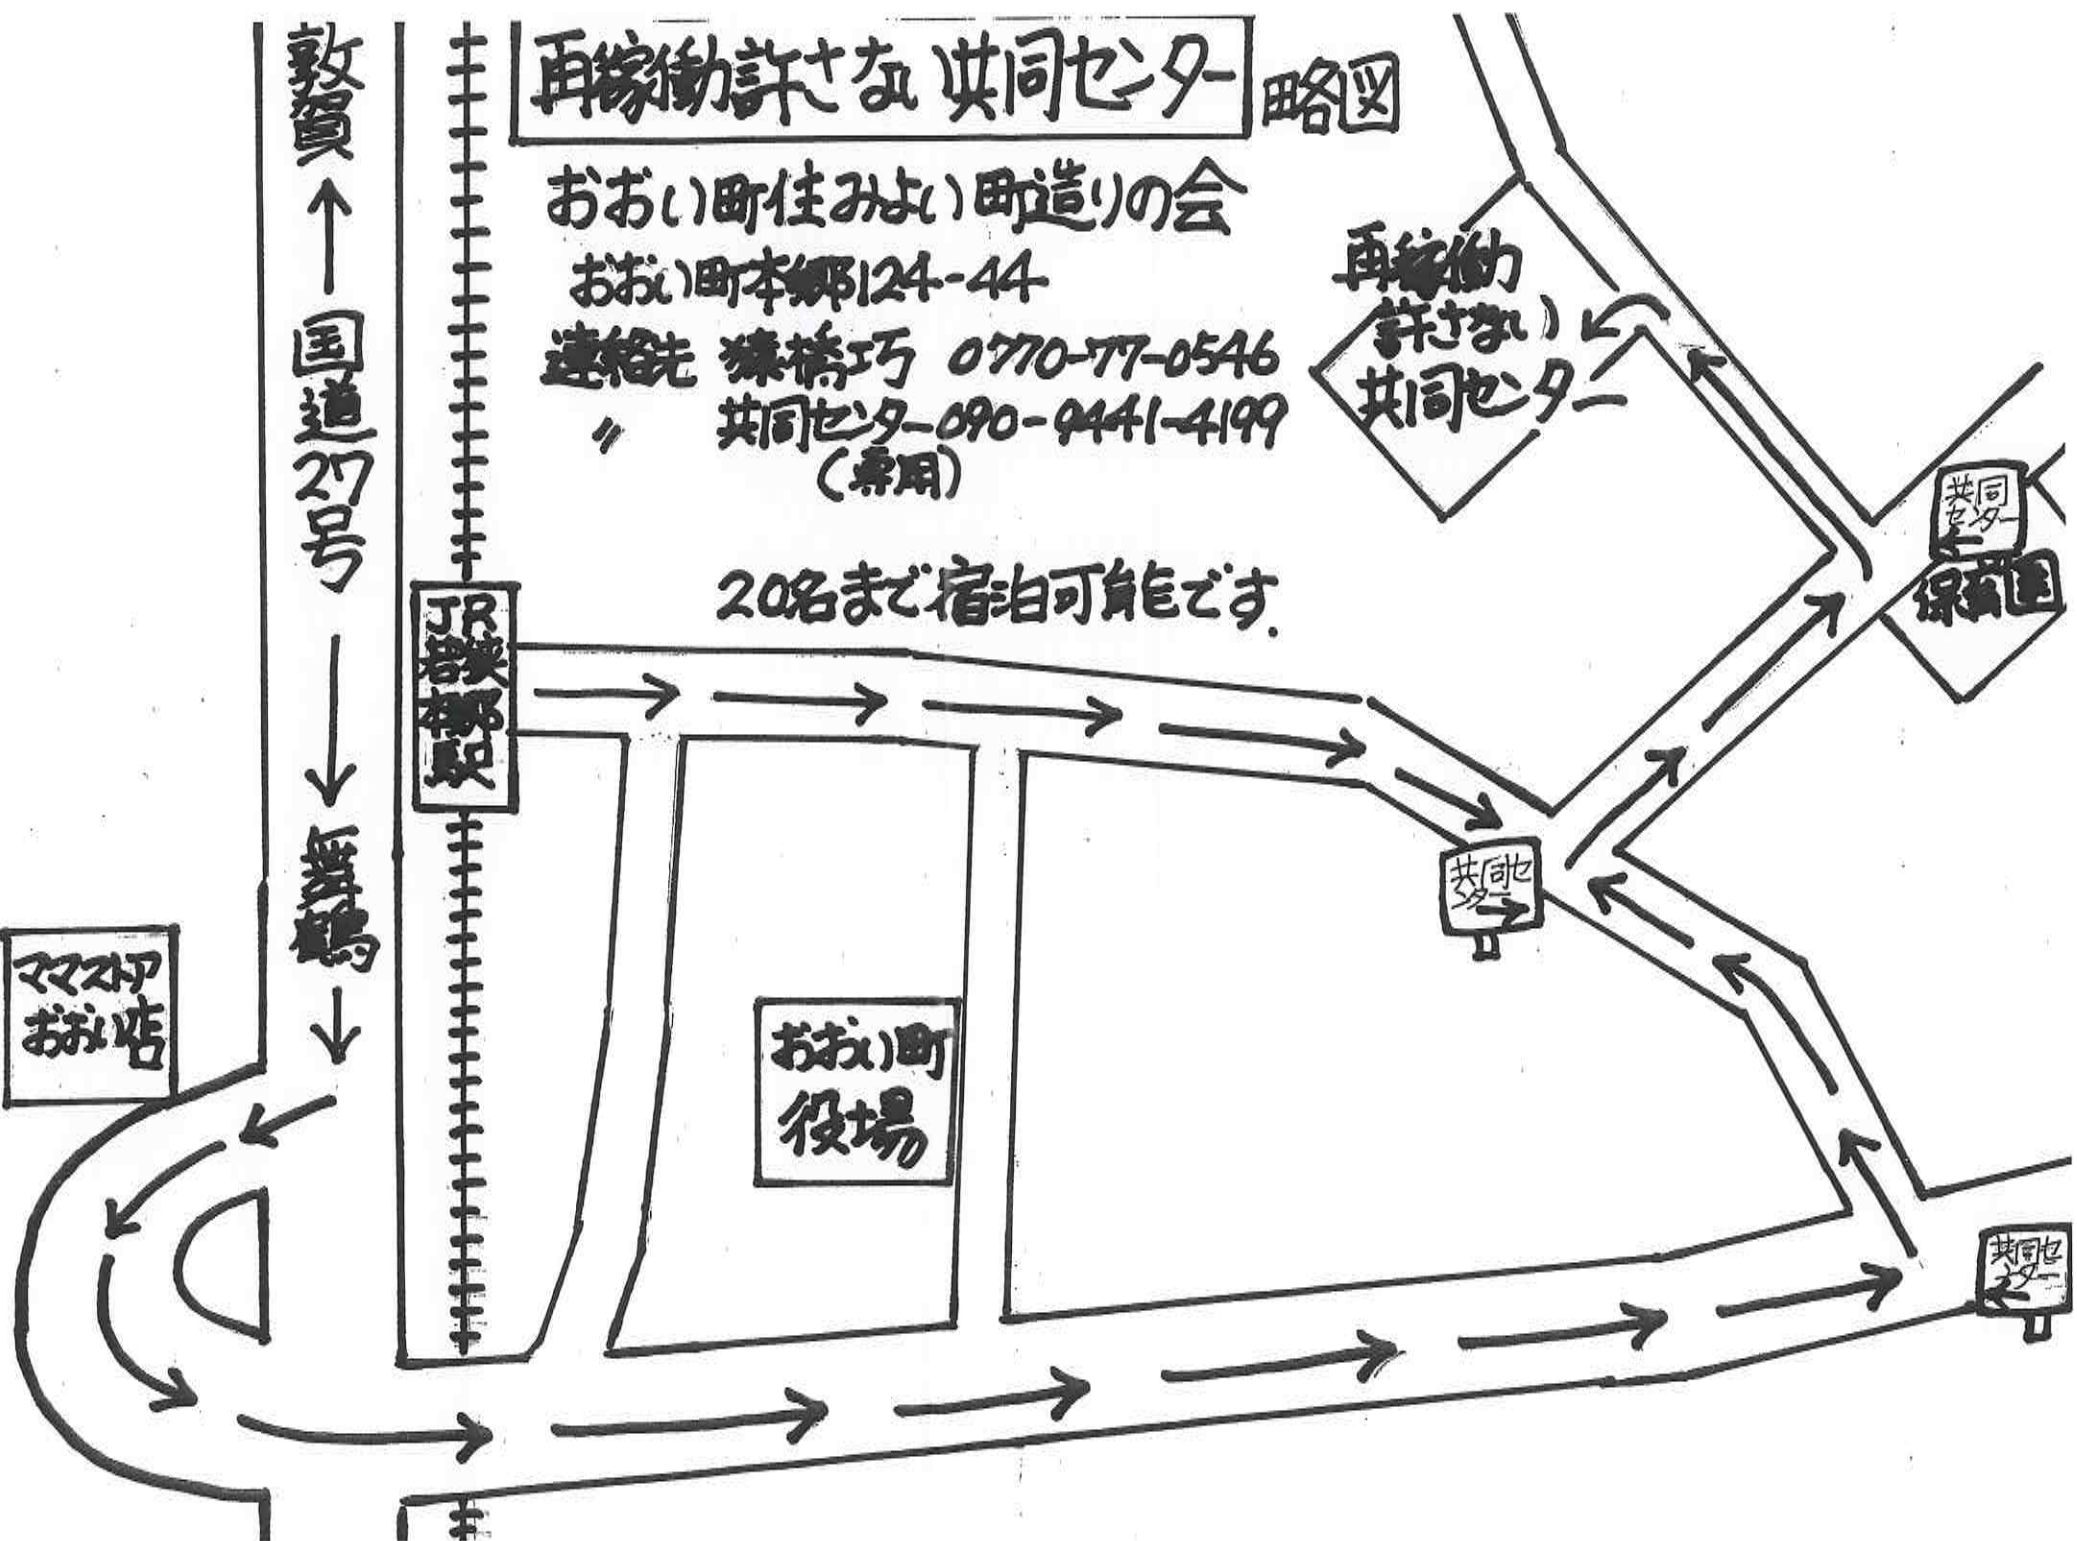 再稼働許さない共同センター 略図
おおい町住みよい町造りの会
おおい町本郷124-44
連絡先 猿橋巧 0770-77-0546
〃 共同センター 090-9441-4199
(専用)
20名まで宿泊可能です.
敦賀
国道27号
舞鶴
JR
若狭
本郷
駅
再稼働
許さない
共同センター
共同
センター
保育園
共同セ
ンター
ママストア
おおい店
おおい町
役場
共同セ
ンター